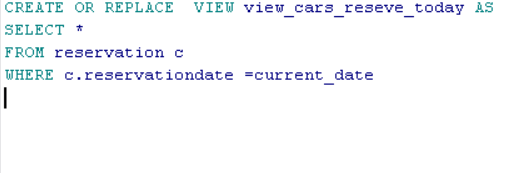 CREATE OR REPLACE  VIEW view_cars_reseve_today AS
SELECT *
FROM reservation c
WHERE c.reservationdate =current_date